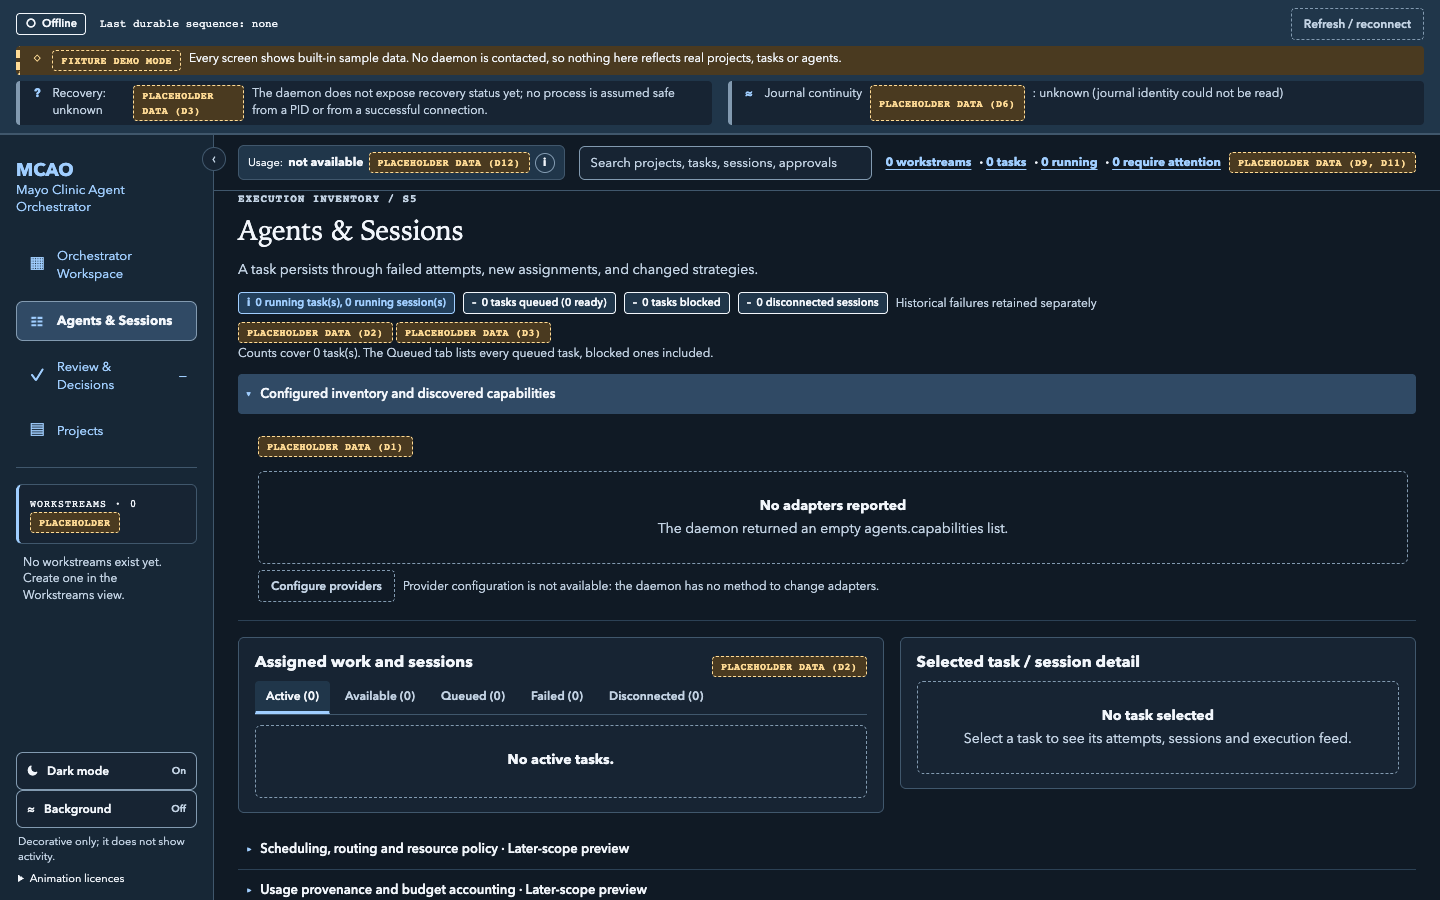 Offline
Last durable sequence: none
Refresh / reconnect
FIXTURE DEMO MODE
Every screen shows built-in sample data. No daemon is contacted, so nothing here reflects real projects, tasks or agents.
? Recovery: unknown
PLACEHOLDER DATA (D3)
The daemon does not expose recovery status yet; no process is assumed safe
from a PID or from a successful connection.
≈ Journal continuity PLACEHOLDER DATA (D6) : unknown (journal identity could not be read)
MCAO
Mayo Clinic Agent
Orchestrator
Orchestrator
Workspace
Agents & Sessions
Review &
Decisions –
Projects
WORKSTREAMS · 0
PLACEHOLDER
No workstreams exist yet.
Create one in the
Workstreams view.
Dark mode On
≈ Background Off
Decorative only; it does not show
activity.
Animation licences
Usage: not available PLACEHOLDER DATA (D12) i
Search projects, tasks, sessions, approvals
0 workstreams · 0 tasks · 0 running · 0 require attention PLACEHOLDER DATA (D9, D11)
EXECUTION INVENTORY / S5
Agents & Sessions
A task persists through failed attempts, new assignments, and changed strategies.
i 0 running task(s), 0 running session(s) – 0 tasks queued (0 ready) – 0 tasks blocked – 0 disconnected sessions Historical failures retained separately
PLACEHOLDER DATA (D2) PLACEHOLDER DATA (D3)
Counts cover 0 task(s). The Queued tab lists every queued task, blocked ones included.
Configured inventory and discovered capabilities
PLACEHOLDER DATA (D1)
No adapters reported
The daemon returned an empty agents.capabilities list.
Configure providers Provider configuration is not available: the daemon has no method to change adapters.
Assigned work and sessions PLACEHOLDER DATA (D2)
Active (0) Available (0) Queued (0) Failed (0) Disconnected (0)
No active tasks.
Selected task / session detail
No task selected
Select a task to see its attempts, sessions and execution feed.
Scheduling, routing and resource policy · Later-scope preview
Usage provenance and budget accounting · Later-scope preview